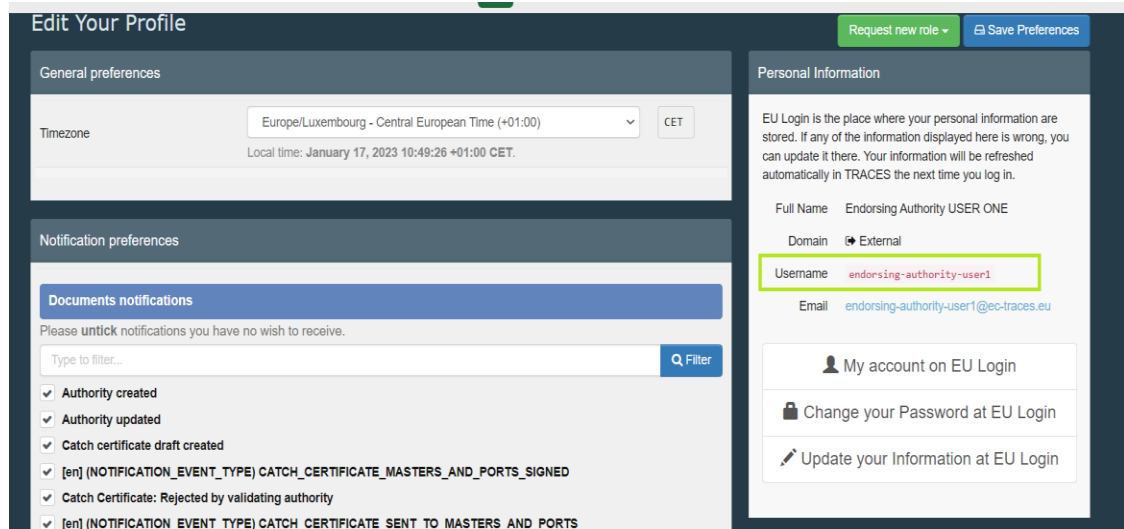 Edit Your Profile
Request new role
Save Preferences
General preferences
Timezone
Europe/Luxembourg - Central European Time (+01:00)
CET
Local time: January 17, 2023 10:49:26 +01:00 CET.
Notification preferences
Documents notifications
Please untick notifications you have no wish to receive.
Type to filter...
Filter
Authority created
Authority updated
Catch certificate draft created
[en] (NOTIFICATION_EVENT_TYPE) CATCH_CERTIFICATE_MASTERS_AND_PORTS_SIGNED
Catch Certificate: Rejected by validating authority
[en] (NOTIFICATION_EVENT_TYPE) CATCH_CERTIFICATE_SENT_TO_MASTERS_AND_PORTS
Personal Information
EU Login is the place where your personal information are
stored. If any of the information displayed here is wrong, you
can update it there. Your information will be refreshed
automatically in TRACES the next time you log in.
Full Name Endorsing Authority USER ONE
Domain External
Username endorsing-authority-user1
Email endorsing-authority-user1@ec-traces.eu
My account on EU Login
Change your Password at EU Login
Update your Information at EU Login